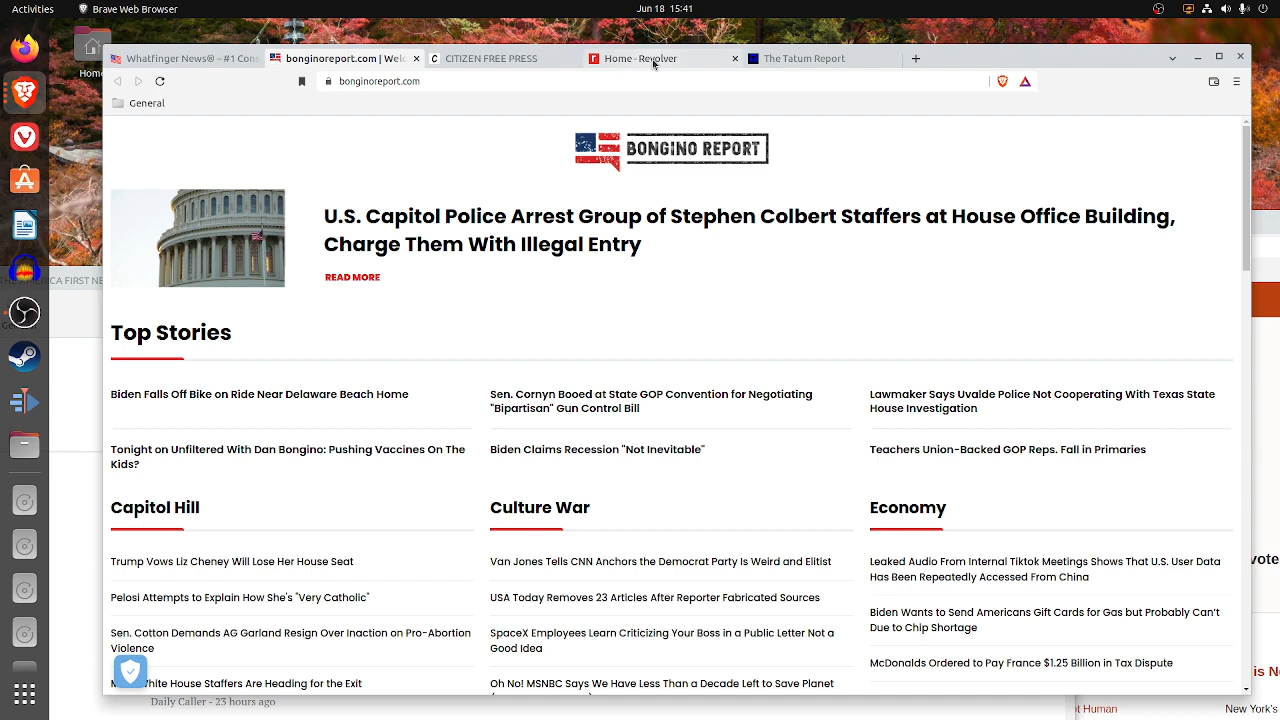 Activities
Brave Web Browser
Jun 18 15:41
Home
Whatfinger News® – #1 Cons
bonginoreport.com | Welc
CITIZEN FREE PRESS
Home - Revolver
The Tatum Report
bonginoreport.com
General
BONGINO REPORT
U.S. Capitol Police Arrest Group of Stephen Colbert Staffers at House Office Building,
Charge Them With Illegal Entry
READ MORE
Top Stories
Biden Falls Off Bike on Ride Near Delaware Beach Home
Sen. Cornyn Booed at State GOP Convention for Negotiating
"Bipartisan" Gun Control Bill
Lawmaker Says Uvalde Police Not Cooperating With Texas State
House Investigation
Tonight on Unfiltered With Dan Bongino: Pushing Vaccines On The
Kids?
Biden Claims Recession "Not Inevitable"
Teachers Union-Backed GOP Reps. Fall in Primaries
Capitol Hill
Culture War
Economy
Trump Vows Liz Cheney Will Lose Her House Seat
Van Jones Tells CNN Anchors the Democrat Party Is Weird and Elitist
Leaked Audio From Internal Tiktok Meetings Shows That U.S. User Data
Has Been Repeatedly Accessed From China
Pelosi Attempts to Explain How She's "Very Catholic"
USA Today Removes 23 Articles After Reporter Fabricated Sources
Biden Wants to Send Americans Gift Cards for Gas but Probably Can't
Due to Chip Shortage
Sen. Cotton Demands AG Garland Resign Over Inaction on Pro-Abortion
Violence
SpaceX Employees Learn Criticizing Your Boss in a Public Letter Not a
Good Idea
McDonalds Ordered to Pay France $1.25 Billion in Tax Dispute
White House Staffers Are Heading for the Exit
Oh No! MSNBC Says We Have Less Than a Decade Left to Save Planet
Daily Caller - 23 hours ago
vote
is No
ot Human
New York's